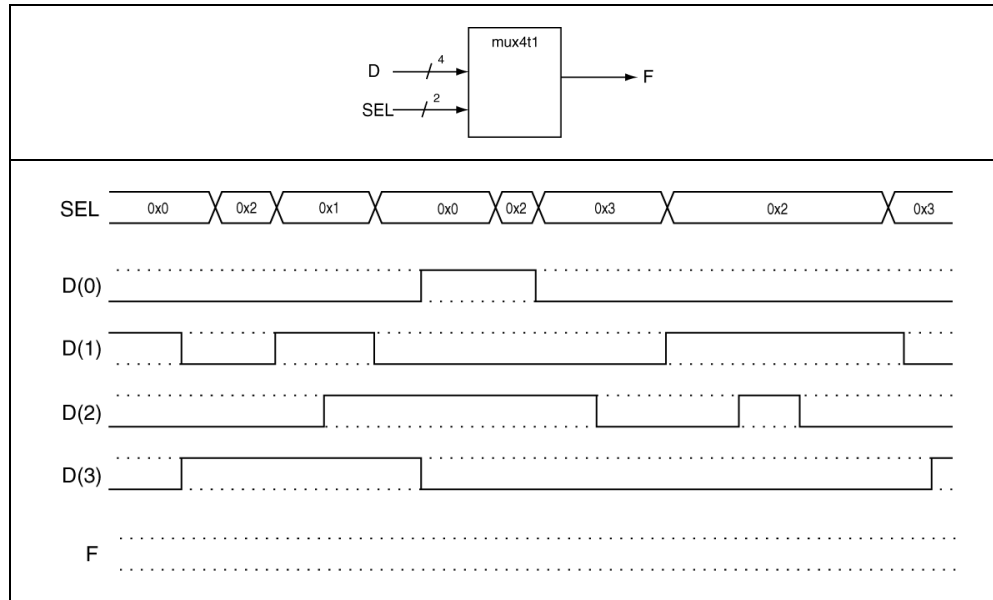 mux4t1
D 4 F
SEL 2
SEL 0x0 0x2 0x1 0x0 0x2 0x3 0x2 0x3
D(0)
D(1)
D(2)
D(3)
F